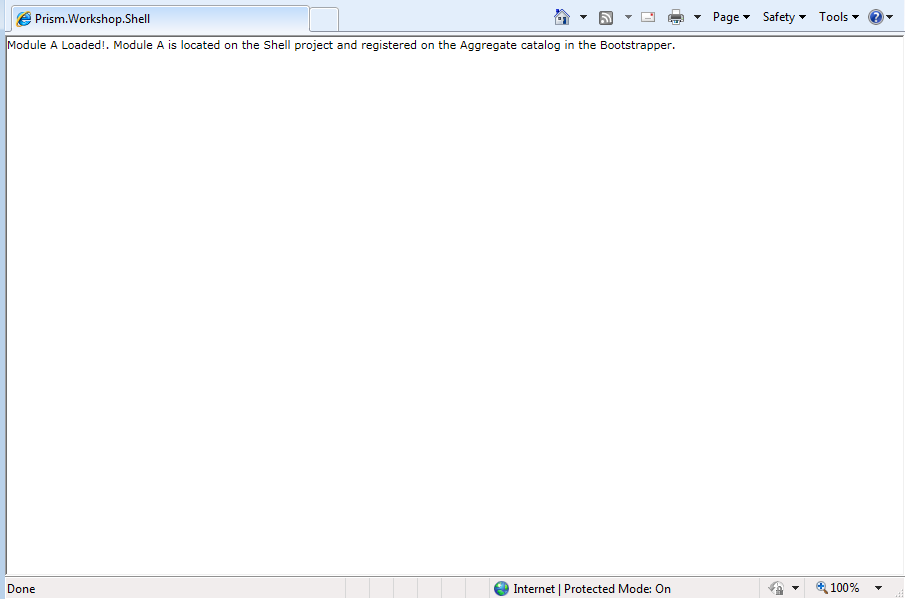 Prism.Workshop.Shell
Page Safety Tools
Module A Loaded!. Module A is located on the Shell project and registered on the Aggregate catalog in the Bootstrapper.
Done Internet | Protected Mode: On 100%